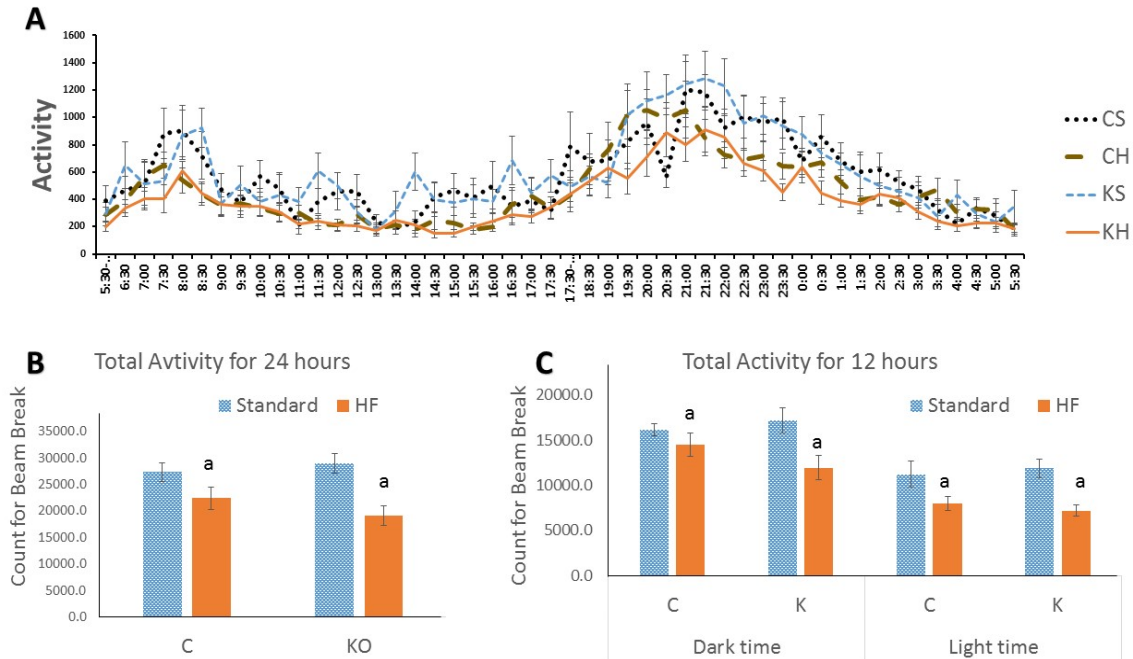 A
1600
1400
1200
1000
800
600
400
200
0
Activity
5:30-... 6:30 7:00 7:30 8:00 8:30 9:00 9:30 10:00 10:30 11:00 11:30 12:00 12:30 13:00 13:30 14:00 14:30 15:00 15:30 16:00 16:30 17:00 17:30 17:30-... 18:30 19:00 19:30 20:00 20:30 21:00 21:30 22:00 22:30 23:00 23:30 0:00 0:30 1:00 1:30 2:00 2:30 3:00 3:30 4:00 4:30 5:00 5:30
CS
CH
KS
KH
B Total Avtivity for 24 hours
Standard HF
Count for Beam Break
35000.0
30000.0
25000.0
20000.0
15000.0
10000.0
5000.0
0.0
a
a
C KO
C Total Activity for 12 hours
Standard HF
Count for Beam Break
20000.0
15000.0
10000.0
5000.0
0.0
a
a
a
a
C K C K
Dark time Light time